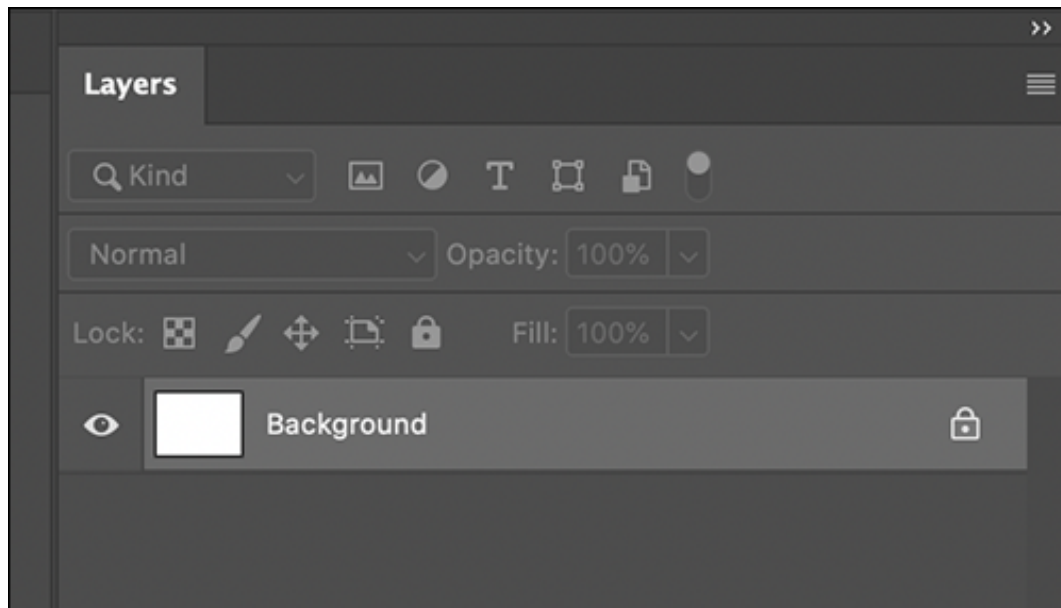 Layers
Kind
Normal Opacity: 100%
Lock: Fill: 100%
Background